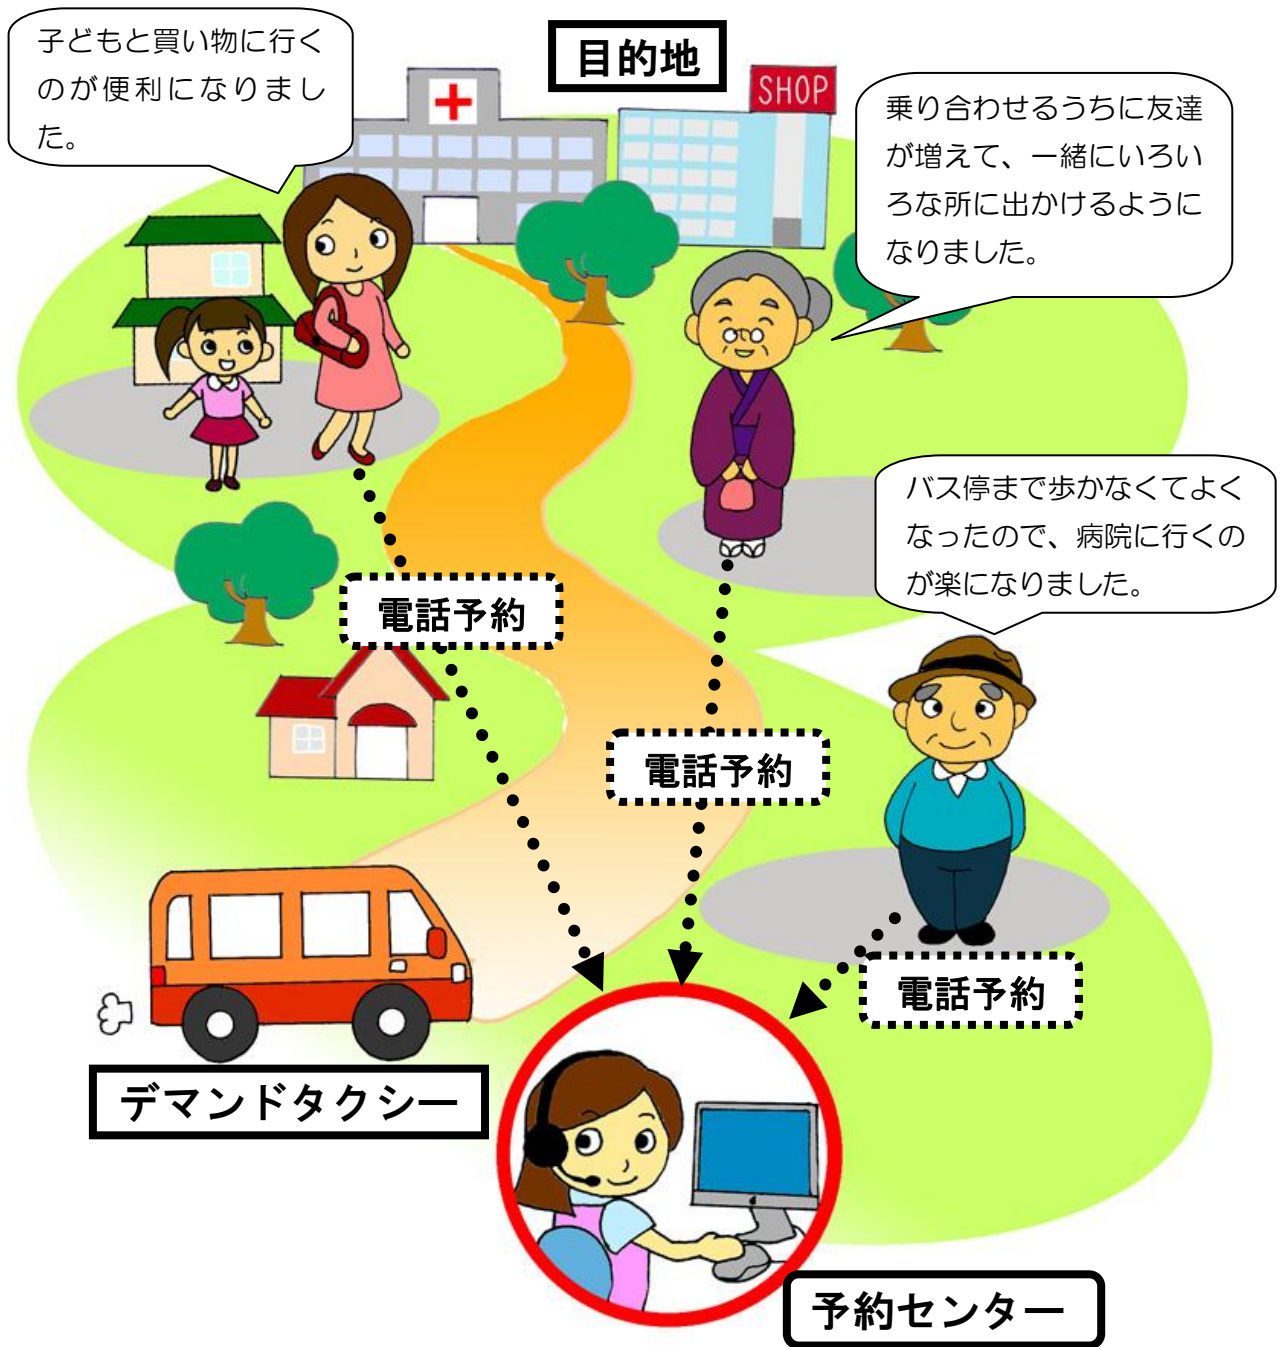 目的地
子どもと買い物に行く
のが便利になりまし
た。
SHOP
乗り合わせるうちに友達
が増えて、一緒にいろい
ろな所に出かけるように
なりました。
バス停まで歩かなくてよく
なったので、病院に行くの
が楽になりました。
電話予約
電話予約
電話予約
デマンドタクシー
予約センター